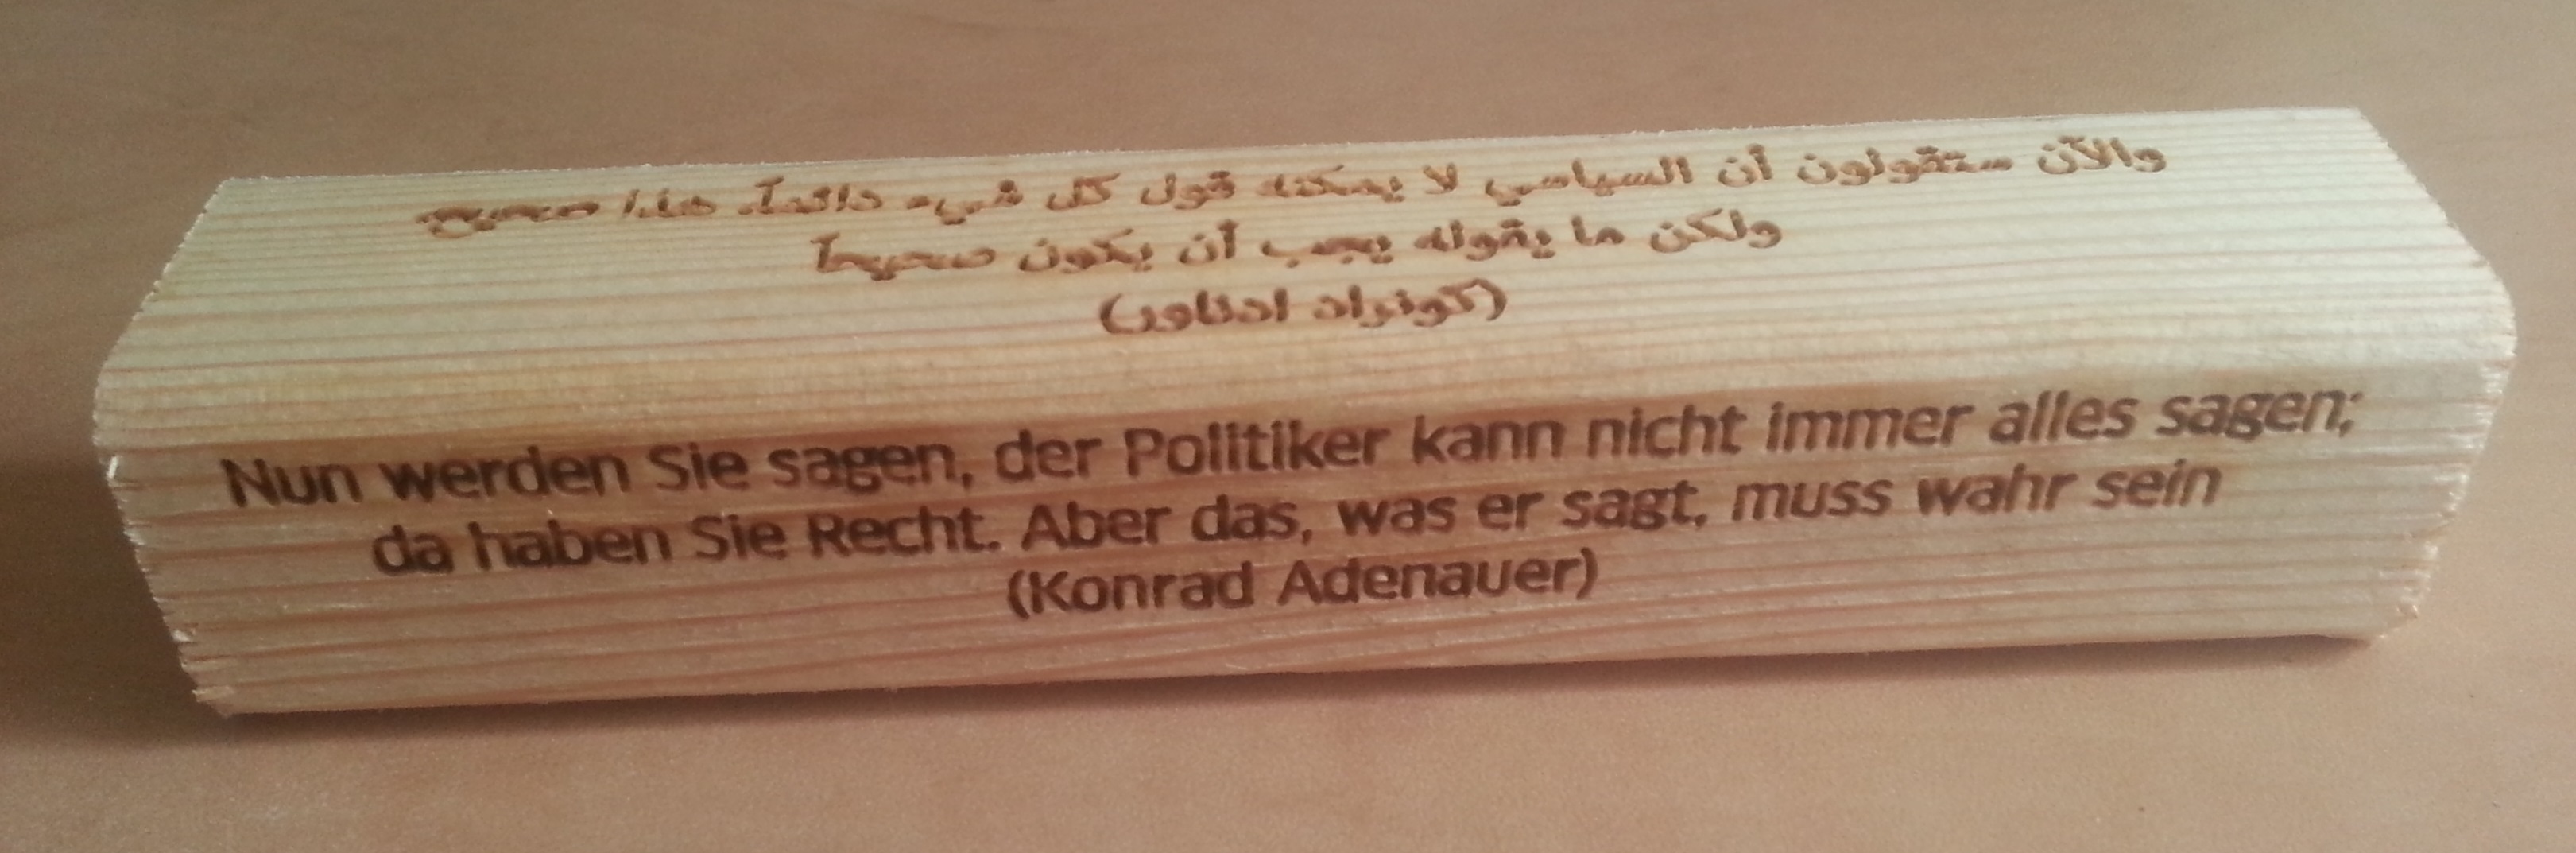 والآن ستقولون أن السياسي لا يمكنه قول كل شيء دائماً. هذا صحيح
ولكن ما يقوله يجب أن يكون صحيحاً
(كونراد ادناور)
Nun werden Sie sagen, der Politiker kann nicht immer alles sagen;
da haben Sie Recht. Aber das, was er sagt, muss wahr sein
(Konrad Adenauer)